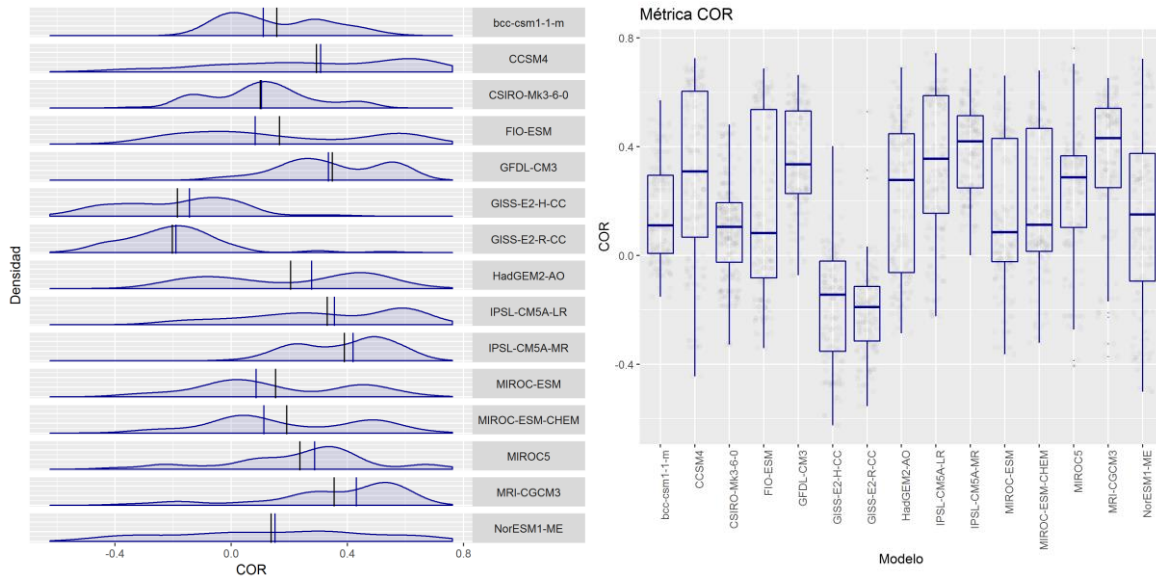 Densidad
bcc-csm1-1-m
CCSM4
CSIRO-Mk3-6-0
FIO-ESM
GFDL-CM3
GISS-E2-H-CC
GISS-E2-R-CC
HadGEM2-AO
IPSL-CM5A-LR
IPSL-CM5A-MR
MIROC-ESM
MIROC-ESM-CHEM
MIROC5
MRI-CGCM3
NorESM1-ME
-0.4 0.0 0.4 0.8
COR
Métrica COR
COR
0.8
0.4
0.0
-0.4
bcc-csm1-1-m
CCSM4
CSIRO-Mk3-6-0
FIO-ESM
GFDL-CM3
GISS-E2-H-CC
GISS-E2-R-CC
HadGEM2-AO
IPSL-CM5A-LR
IPSL-CM5A-MR
MIROC-ESM
MIROC-ESM-CHEM
MIROC5
MRI-CGCM3
NorESM1-ME
Modelo